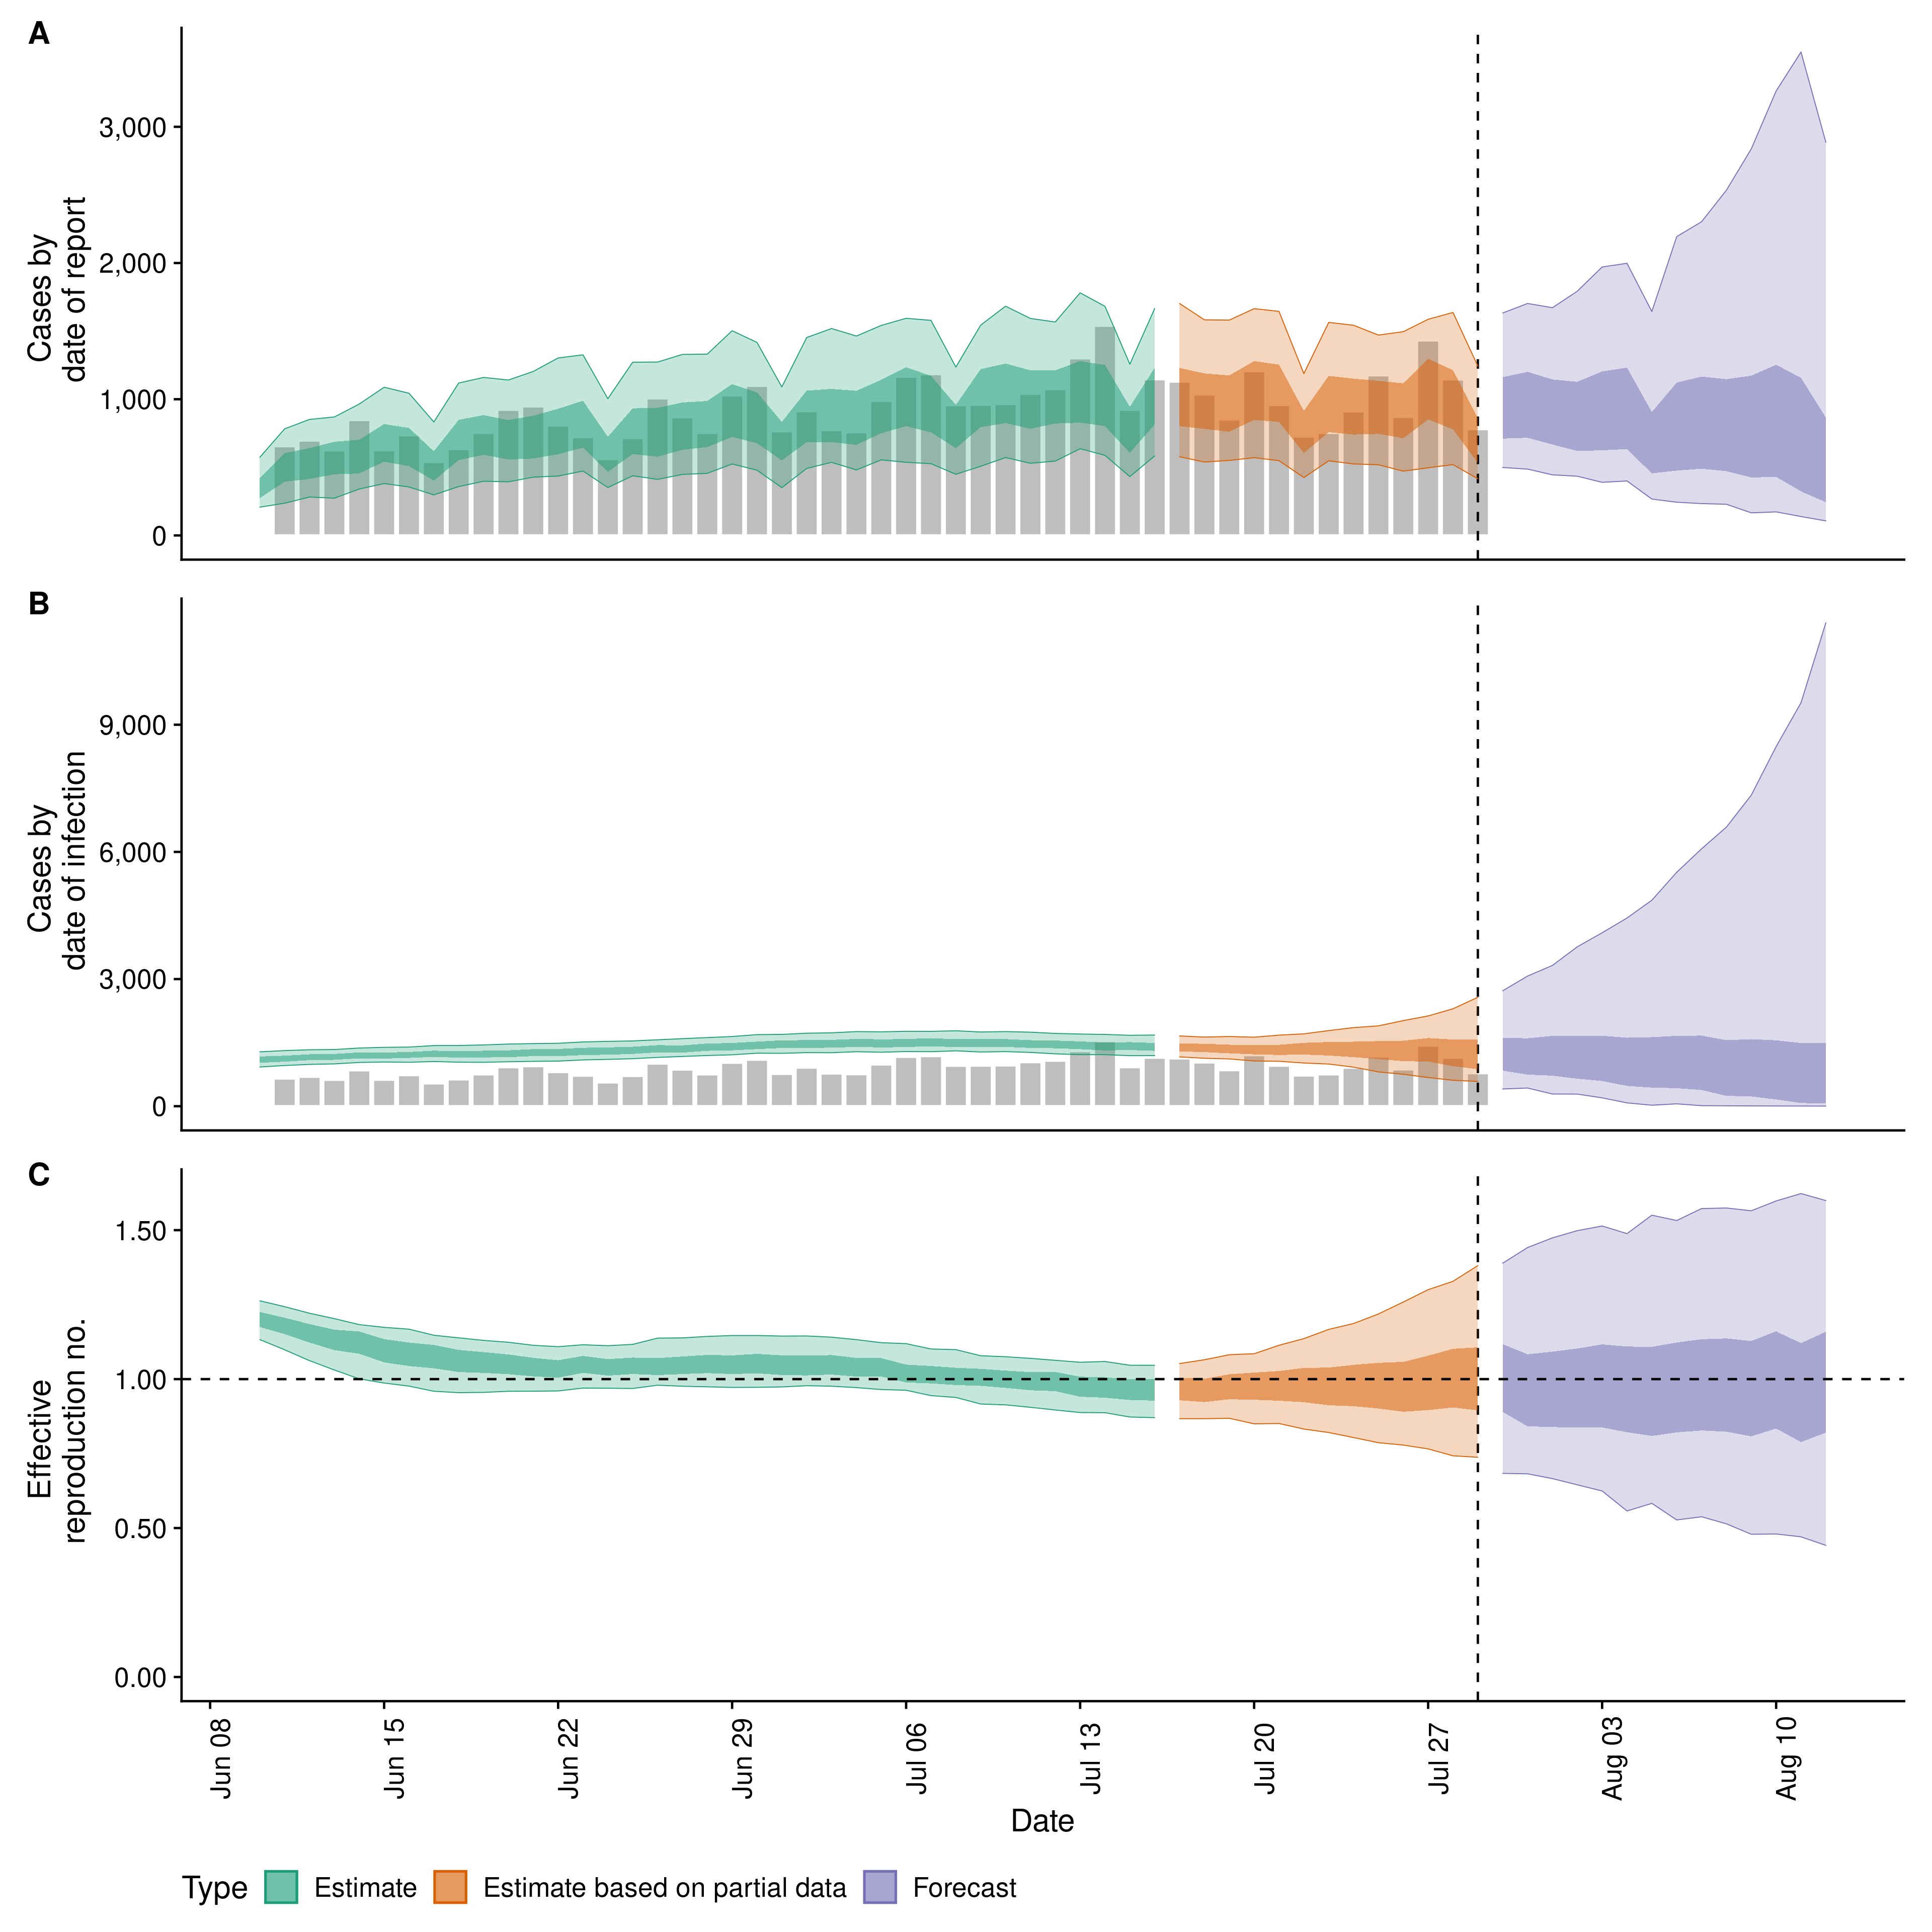 A
Cases by
date of report
3,000
2,000
1,000
0
B
Cases by
date of infection
9,000
6,000
3,000
0
C
Effective
reproduction no.
1.50
1.00
0.50
0.00
Jun 08
Jun 15
Jun 22
Jun 29
Jul 06
Jul 13
Jul 20
Jul 27
Aug 03
Aug 10
Date
Type Estimate Estimate based on partial data Forecast